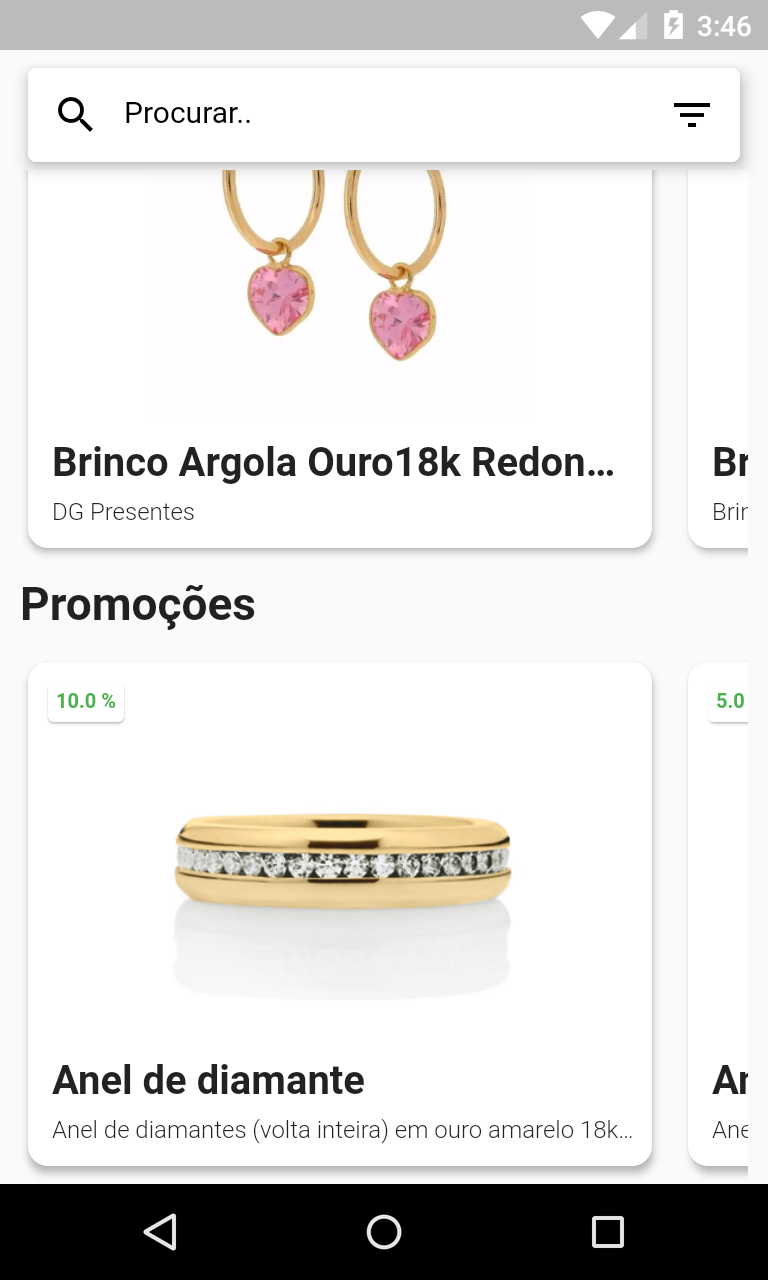 3:46
Procurar..
Brinco Argola Ouro18k Redon...
Br
DG Presentes
Brin
Promoções
10.0 %
5.0
Anel de diamante
An
Anel de diamantes (volta inteira) em ouro amarelo 18k...
Ane